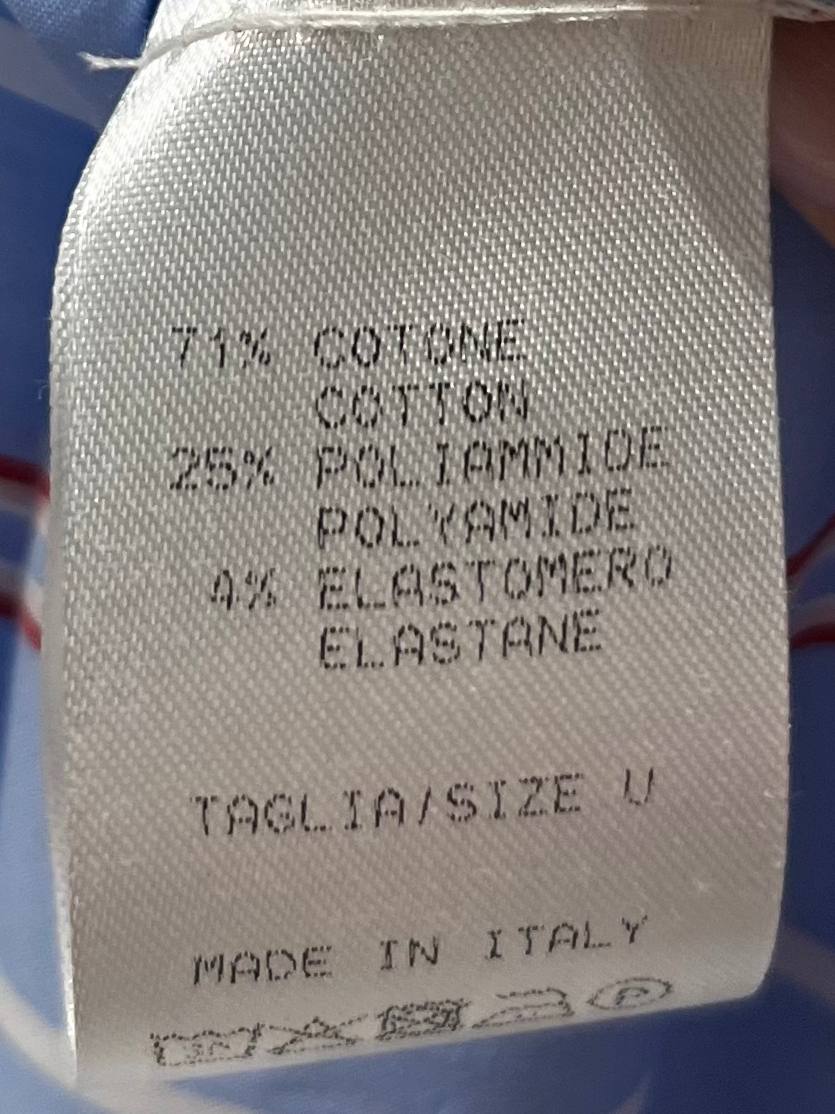 71% COTONE
COTTON
25% POLIAMMIDE
POLYAMIDE
4% ELASTOMERO
ELASTANE
TAGLIA/SIZE U
MADE IN ITALY
P